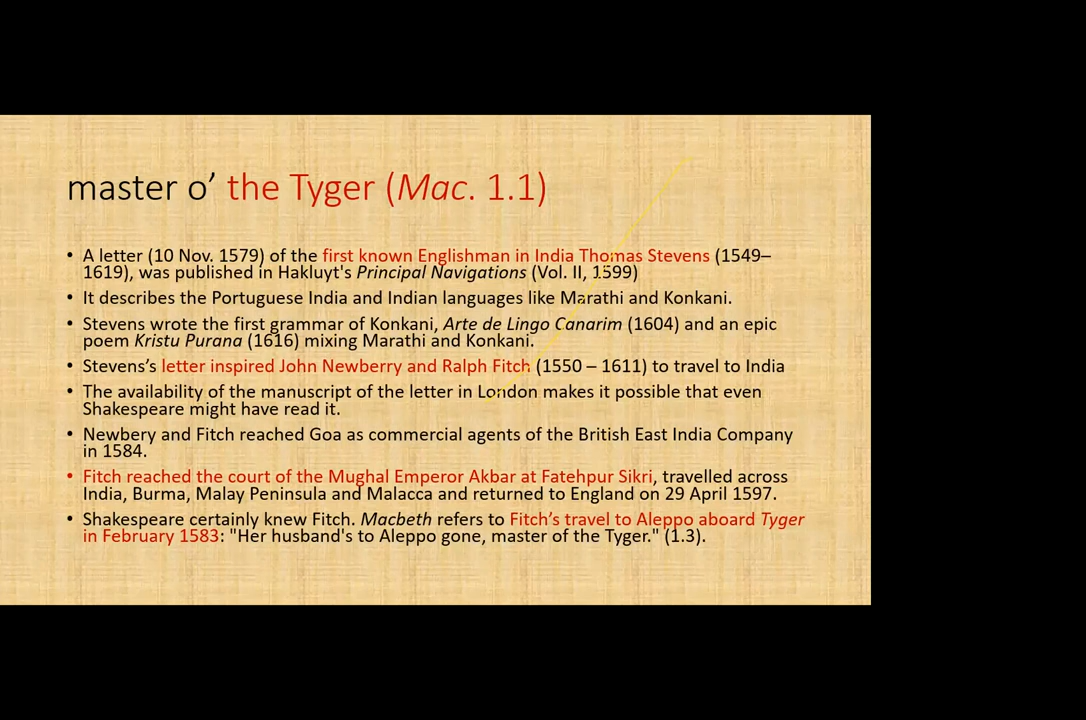 master o’ the Tyger (Mac. 1.1)
• A letter (10 Nov. 1579) of the first known Englishman in India Thomas Stevens (1549–
1619), was published in Hakluyt's Principal Navigations (Vol. II, 1599)
• It describes the Portuguese India and Indian languages like Marathi and Konkani.
• Stevens wrote the first grammar of Konkani, Arte de Lingo Canarim (1604) and an epic
poem Kristu Purana (1616) mixing Marathi and Konkani.
• Stevens’s letter inspired John Newberry and Ralph Fitch (1550 – 1611) to travel to India
• The availability of the manuscript of the letter in London makes it possible that even
Shakespeare might have read it.
• Newbery and Fitch reached Goa as commercial agents of the British East India Company
in 1584.
• Fitch reached the court of the Mughal Emperor Akbar at Fatehpur Sikri, travelled across
India, Burma, Malay Peninsula and Malacca and returned to England on 29 April 1597.
• Shakespeare certainly knew Fitch. Macbeth refers to Fitch’s travel to Aleppo aboard Tyger
in February 1583: "Her husband's to Aleppo gone, master of the Tyger." (1.3).